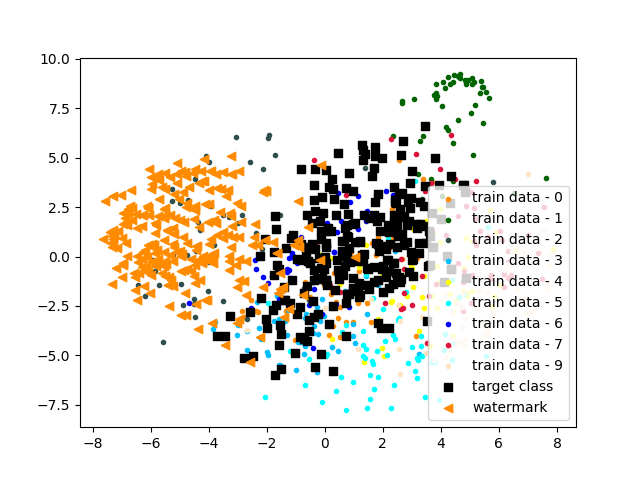 10.0
7.5
5.0
2.5
0.0
−2.5
−5.0
−7.5
−8
−6
−4
−2
0
2
4
6
8
train data - 0
train data - 1
train data - 2
train data - 3
train data - 4
train data - 5
train data - 6
train data - 7
train data - 9
target class
watermark